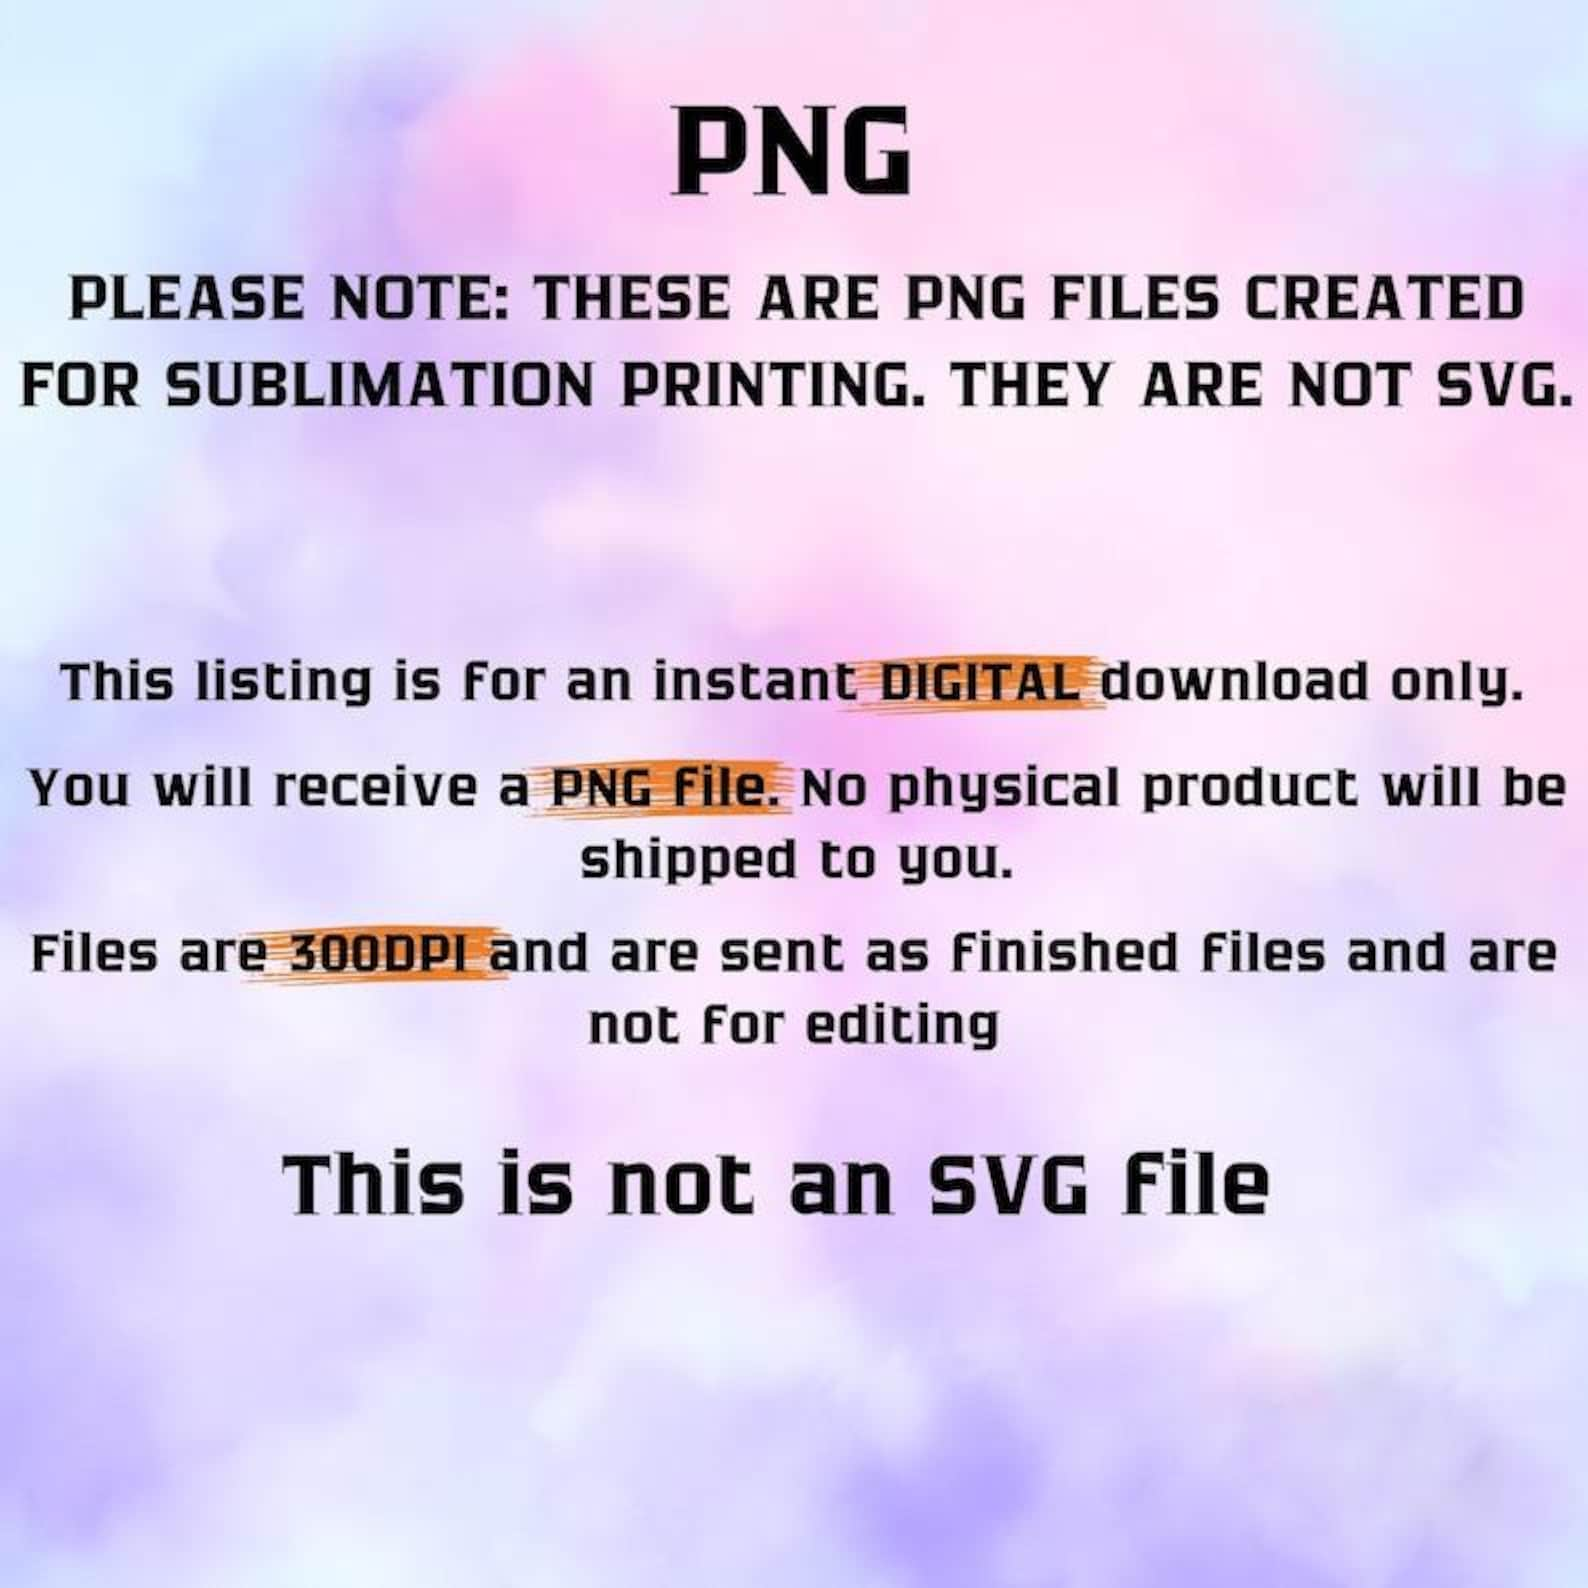 PNG
PLEASE NOTE: THESE ARE PNG FILES CREATED
FOR SUBLIMATION PRINTING. THEY ARE NOT SVG.
This listing is for an instant DIGITAL download only.
You will receive a PNG file. No physical product will be
shipped to you.
Files are 300DPI and are sent as finished files and are
not for editing
This is not an SVG file